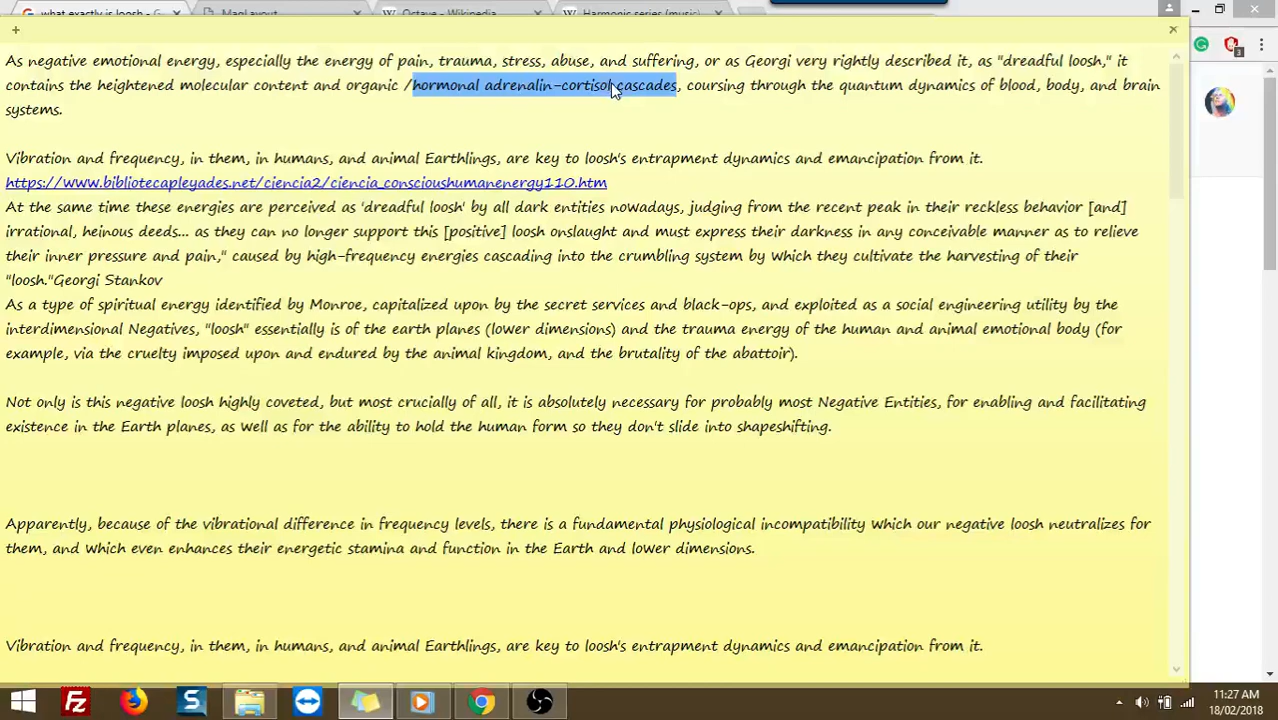 what exactly is loosh - G
MagLayout
Octave - Wikipedia
Harmonic series (music)
As negative emotional energy, especially the energy of pain, trauma, stress, abuse, and suffering, or as Georgi very rightly described it, as "dreadful loosh," it
contains the heightened molecular content and organic /hormonal adrenalin-cortisol cascades, coursing through the quantum dynamics of blood, body, and brain
systems.
Vibration and frequency, in them, in humans, and animal Earthlings, are key to loosh's entrapment dynamics and emancipation from it.
https://www.bibliotecapleyades.net/ciencia2/ciencia_conscioushumanenergy110.htm
At the same time these energies are perceived as 'dreadful loosh' by all dark entities nowadays, judging from the recent peak in their reckless behavior [and]
irrational, heinous deeds... as they can no longer support this [positive] loosh onslaught and must express their darkness in any conceivable manner as to relieve
their inner pressure and pain," caused by high-frequency energies cascading into the crumbling system by which they cultivate the harvesting of their
"loosh."Georgi Stankov
As a type of spiritual energy identified by Monroe, capitalized upon by the secret services and black-ops, and exploited as a social engineering utility by the
interdimensional Negatives, "loosh" essentially is of the earth planes (lower dimensions) and the trauma energy of the human and animal emotional body (for
example, via the cruelty imposed upon and endured by the animal kingdom, and the brutality of the abattoir).
Not only is this negative loosh highly coveted, but most crucially of all, it is absolutely necessary for probably most Negative Entities, for enabling and facilitating
existence in the Earth planes, as well as for the ability to hold the human form so they don't slide into shapeshifting.
Apparently, because of the vibrational difference in frequency levels, there is a fundamental physiological incompatibility which our negative loosh neutralizes for
them, and which even enhances their energetic stamina and function in the Earth and lower dimensions.
Vibration and frequency, in them, in humans, and animal Earthlings, are key to loosh's entrapment dynamics and emancipation from it.
3
Fz
S
11:27 AM
18/02/2018